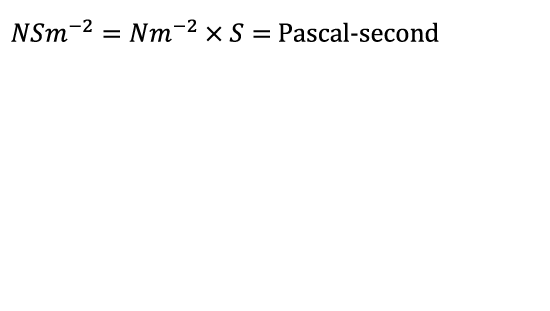 NSm⁻² = Nm⁻² × S = Pascal-second